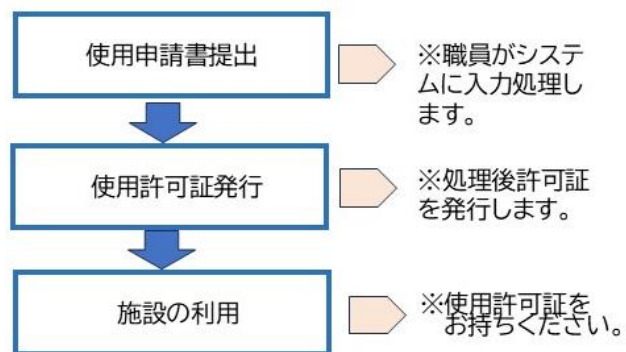 使用申請書提出
※職員がシステ
ムに入力処理し
ます。
使用許可証発行
※処理後許可証
を発行します。
施設の利用
※使用許可証を
お持ちください。